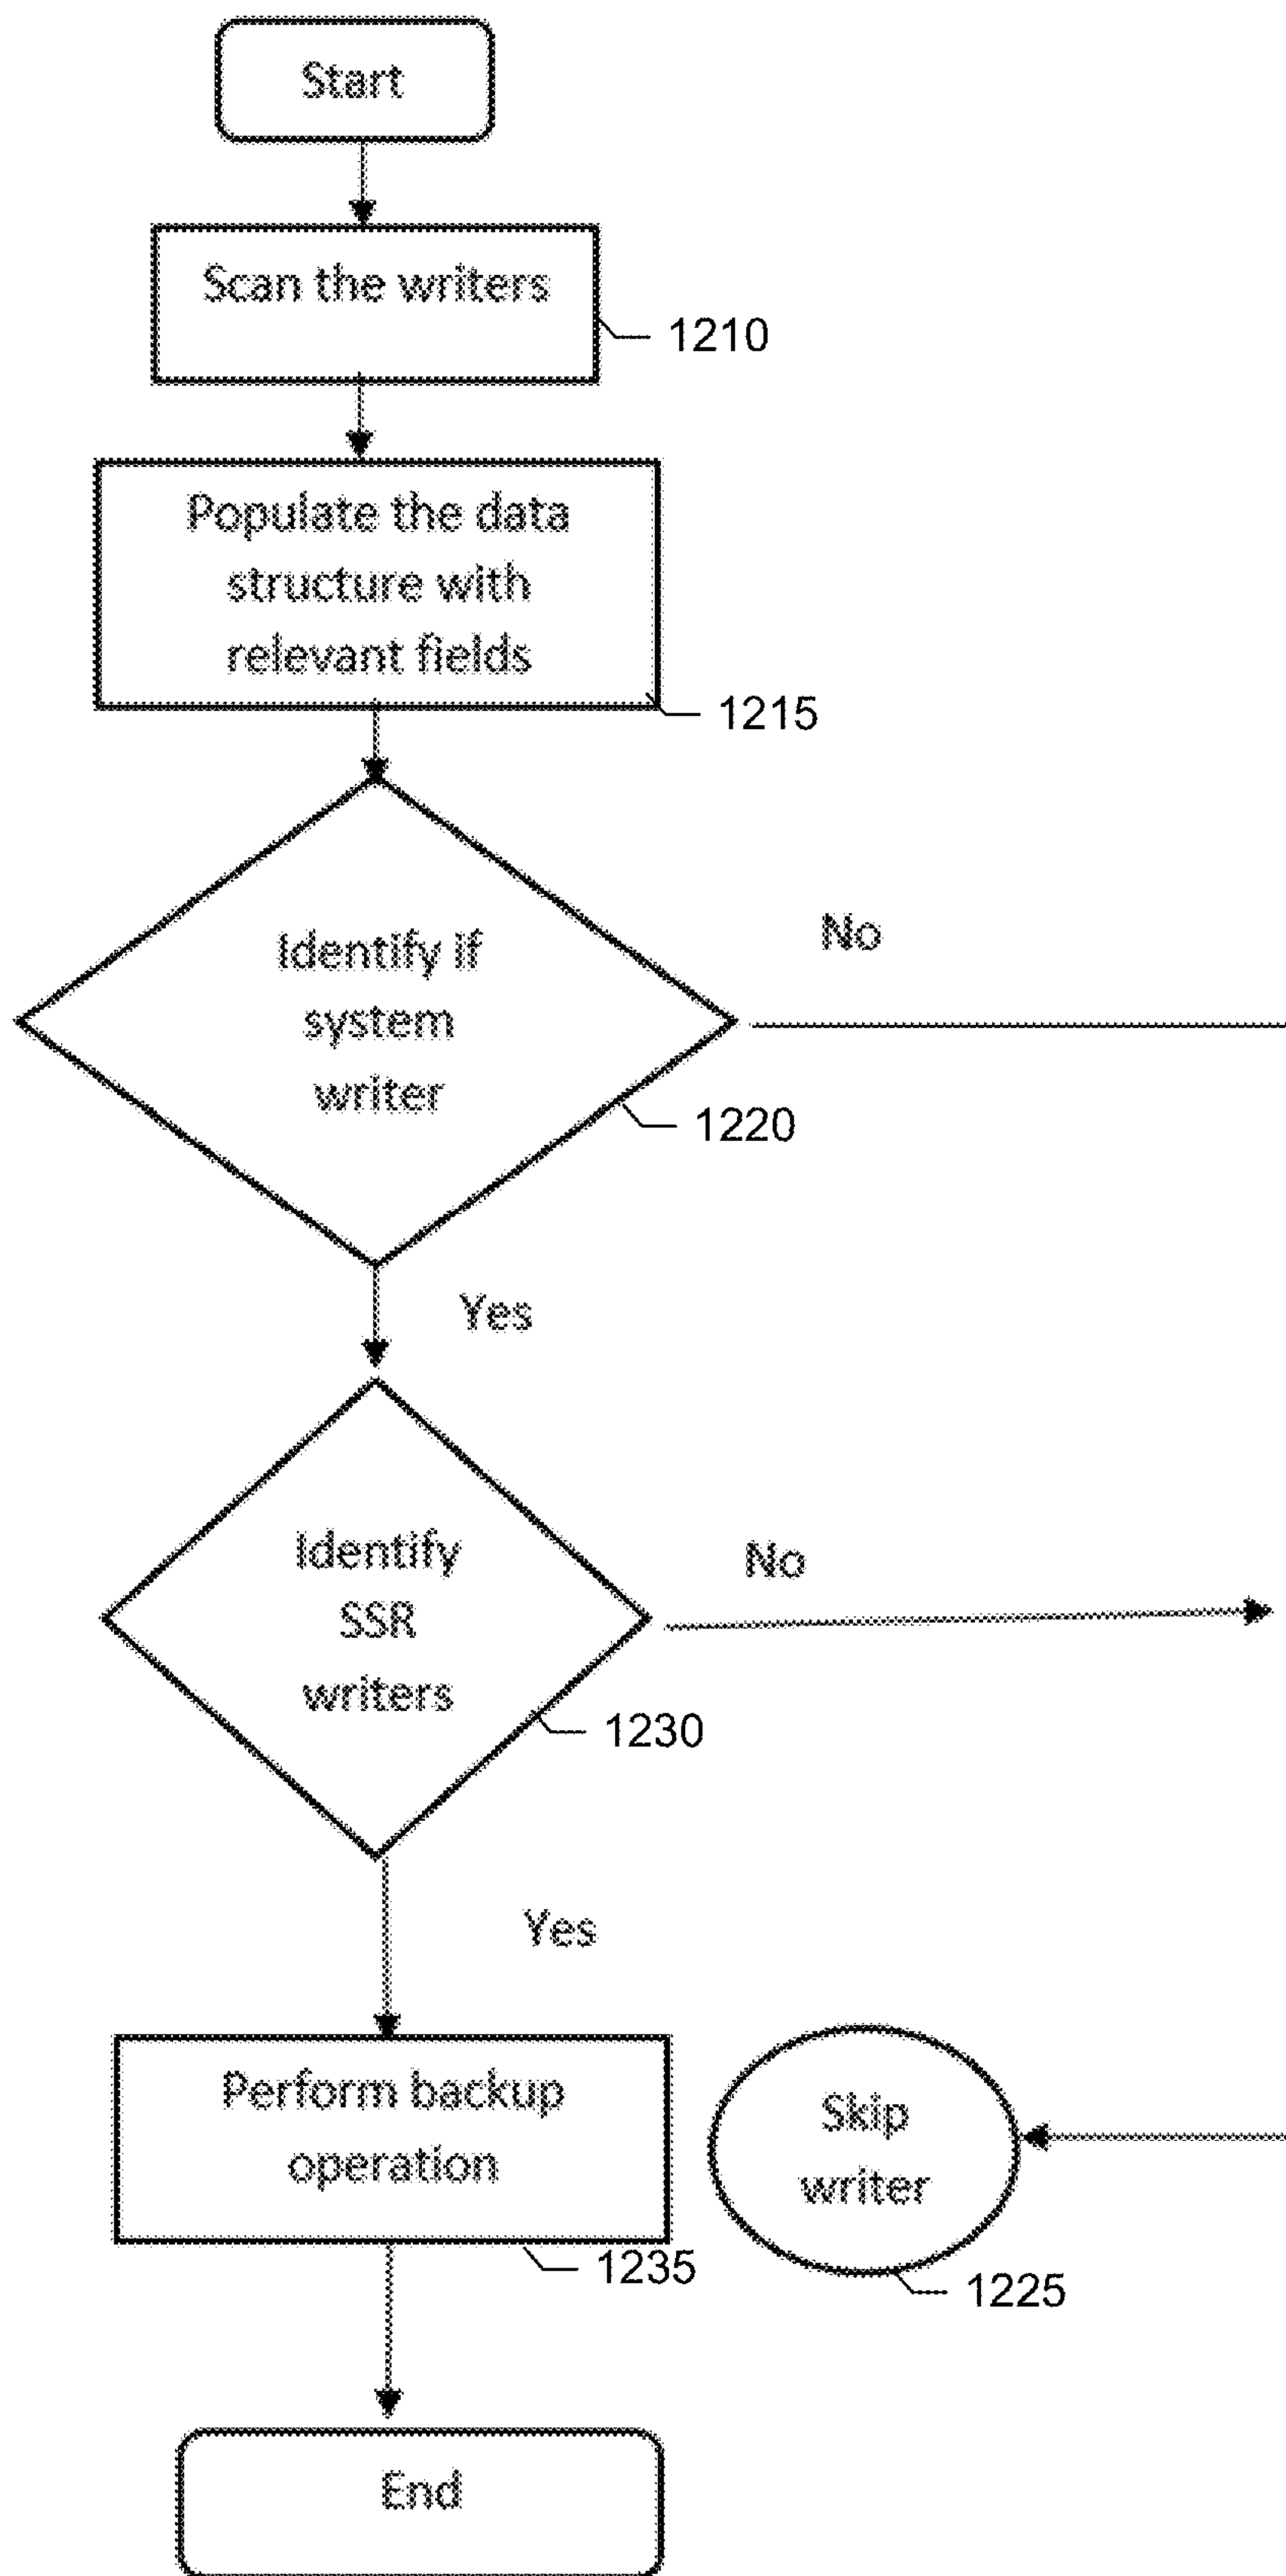 Start
Scan the writers
1210
Populate the data
structure with
relevant fields
1215
Identify if
system
writer
No
1220
Yes
Identify
SSR
writers
No
1230
Yes
Perform backup
operation
1235
Skip
writer
1225
End